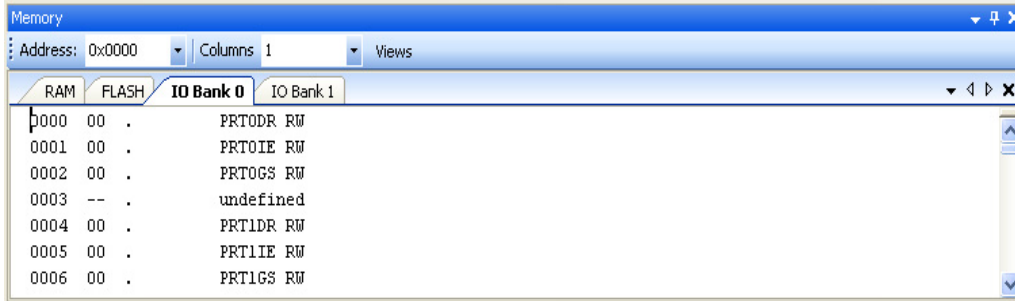 Memory
Address: 0x0000 Columns 1 Views
RAM FLASH IO Bank 0 IO Bank 1
0000 00 . PRT0DR RW
0001 00 . PRT0IE RW
0002 00 . PRT0GS RW
0003 -- . undefined
0004 00 . PRT1DR RW
0005 00 . PRT1IE RW
0006 00 . PRT1GS RW